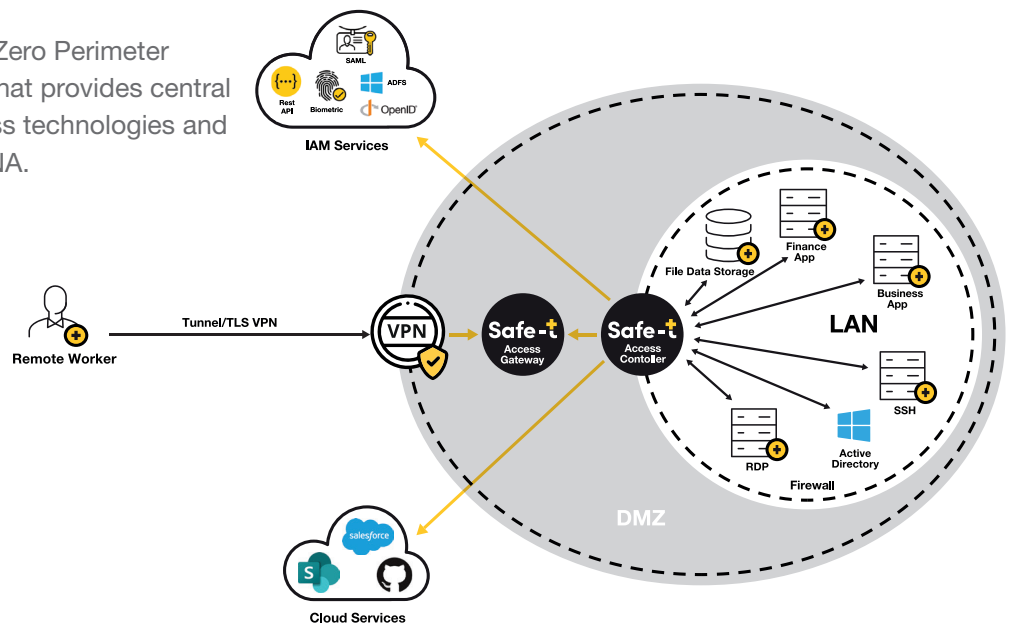 Zero Perimeter
hat provides central
ss technologies and
NA.
SAML
{...}
Rest
API
Biometric
ADFS
OpenID
IAM Services
File Data Storage
Finance
App
Business
App
LAN
Remote Worker
Tunnel/TLS VPN
VPN
Safe-t
Access
Gateway
Safe-t
Access
Contoller
SSH
RDP
Active
Directory
Firewall
DMZ
salesforce
S
Cloud Services